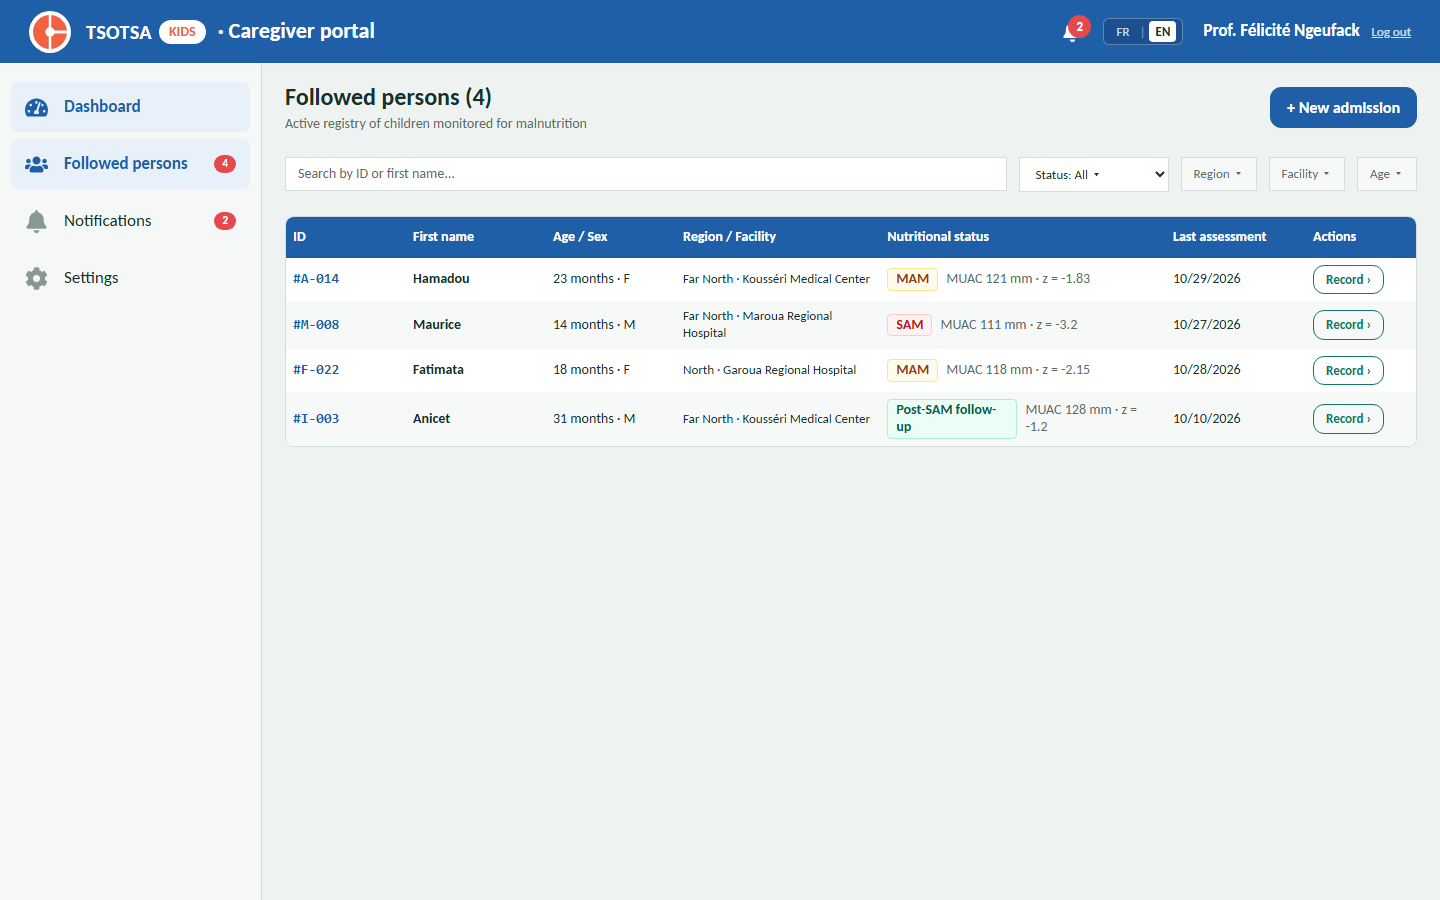 TSOTSA KIDS · Caregiver portal
2
FR | EN
Prof. Félicité Ngeufack Log out
Dashboard
Followed persons 4
Notifications 2
Settings
Followed persons (4)
Active registry of children monitored for malnutrition
+ New admission
Search by ID or first name...
Status: All ▾
Region ▾
Facility ▾
Age ▾
ID First name Age / Sex Region / Facility Nutritional status Last assessment Actions
#A-014 Hamadou 23 months · F Far North · Kousséri Medical Center MAM MUAC 121 mm · z = -1.83 10/29/2026 Record ›
#M-008 Maurice 14 months · M Far North · Maroua Regional
Hospital SAM MUAC 111 mm · z = -3.2 10/27/2026 Record ›
#F-022 Fatimata 18 months · F North · Garoua Regional Hospital MAM MUAC 118 mm · z = -2.15 10/28/2026 Record ›
#I-003 Anicet 31 months · M Far North · Kousséri Medical Center Post-SAM follow-
up MUAC 128 mm · z =
-1.2 10/10/2026 Record ›